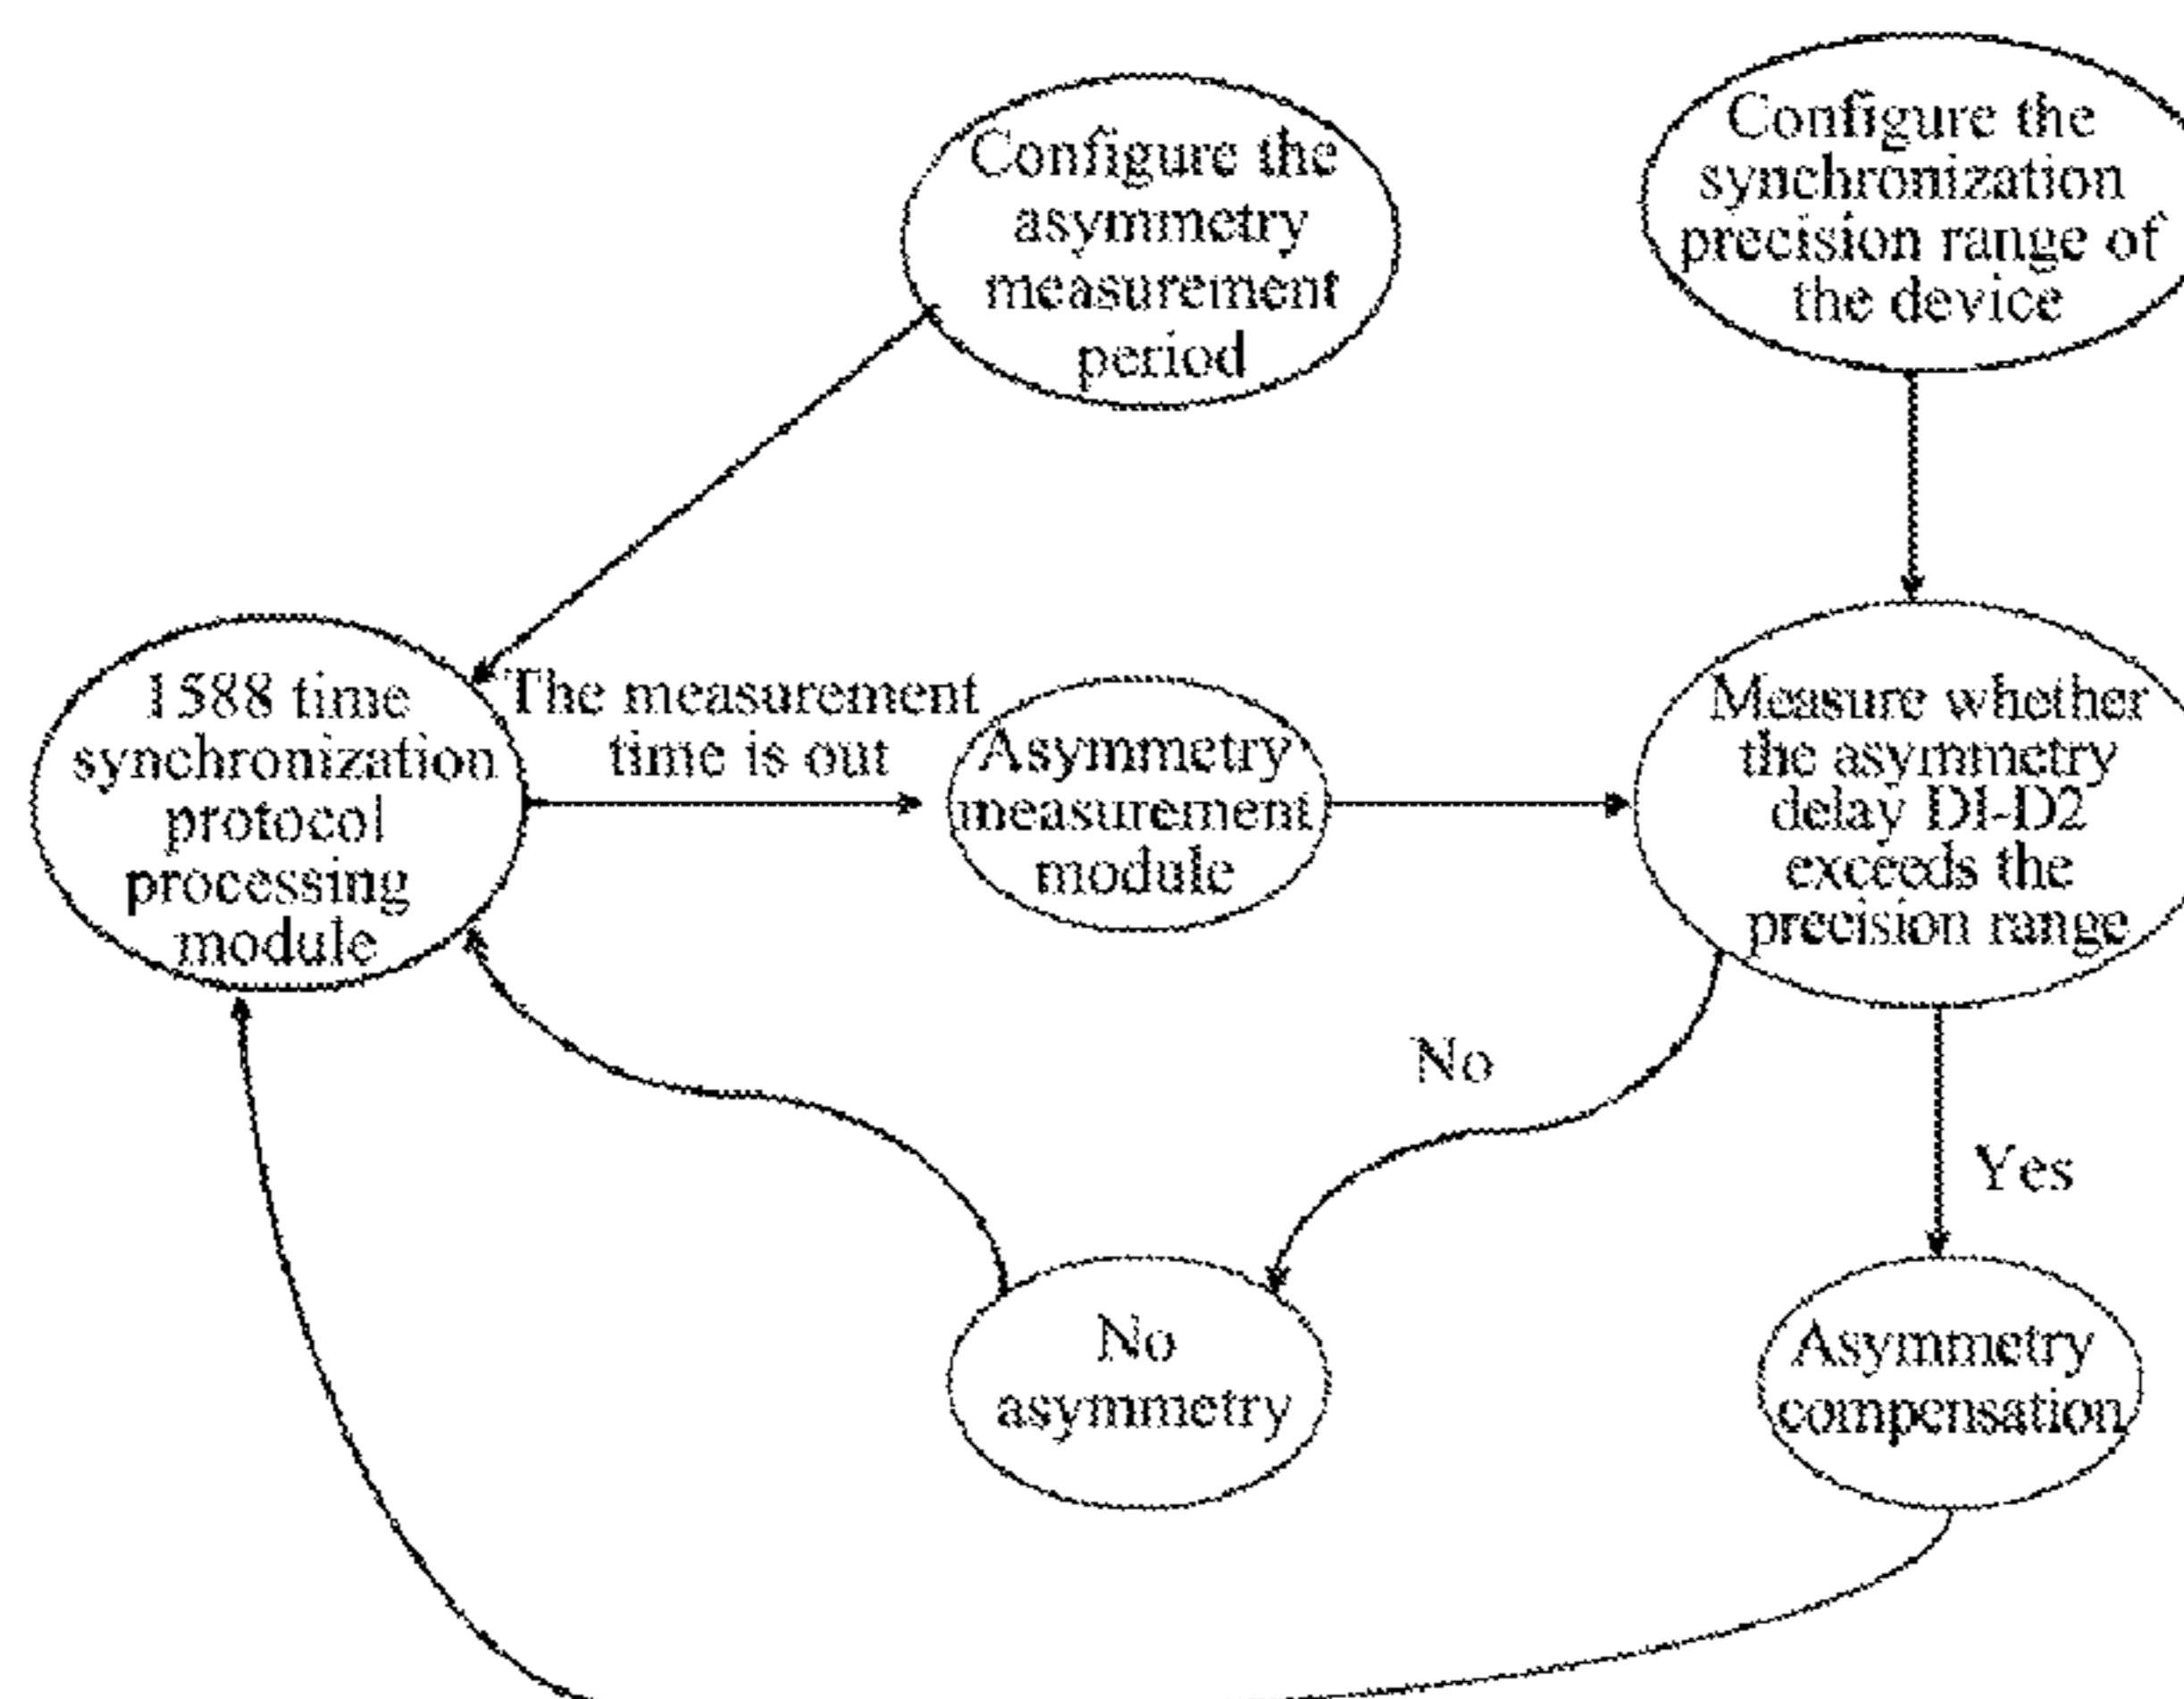 Configure the
asymmetry
measurement
period
Configure the
synchronization
precision range of
the device
1588 time
synchronization
protocol
processing
module
The measurement
time is out
Asymmetry
measurement
module
Measure whether
the asymmetry
delay D1-D2
exceeds the
precision range
No
Yes
No
asymmetry
Asymmetry
compensation